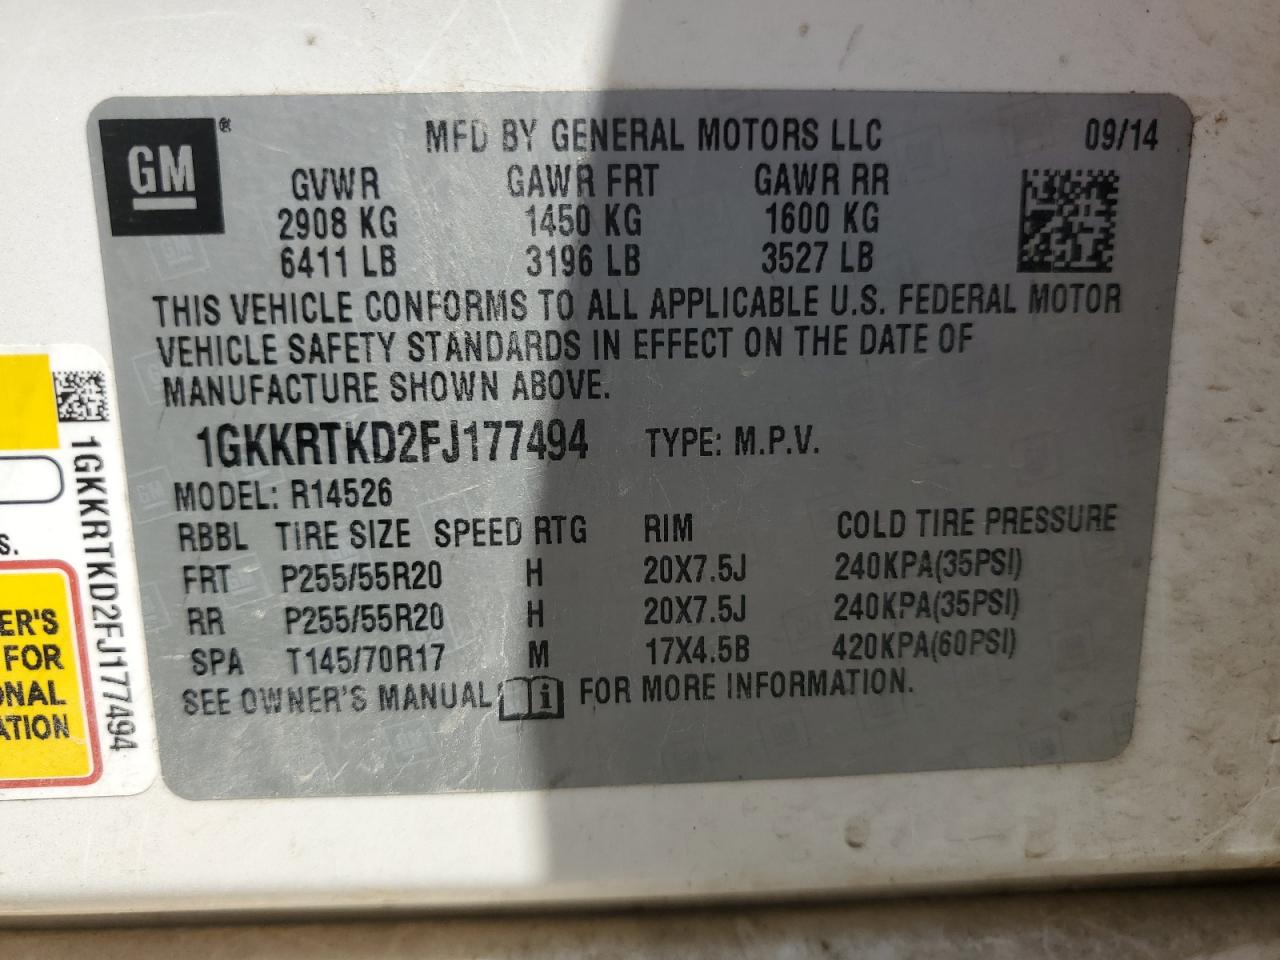 GM ® MFD BY GENERAL MOTORS LLC 09/14
GVWR GAWR FRT GAWR RR
2908 KG 1450 KG 1600 KG
6411 LB 3196 LB 3527 LB
THIS VEHICLE CONFORMS TO ALL APPLICABLE U.S. FEDERAL MOTOR
VEHICLE SAFETY STANDARDS IN EFFECT ON THE DATE OF
MANUFACTURE SHOWN ABOVE.
1GKKRTKD2FJ177494 TYPE: M.P.V.
MODEL: R14526
RBBL TIRE SIZE SPEED RTG RIM COLD TIRE PRESSURE
FRT P255/55R20 H 20X7.5J 240KPA(35PSI)
RR P255/55R20 H 20X7.5J 240KPA(35PSI)
SPA T145/70R17 M 17X4.5B 420KPA(60PSI)
SEE OWNER'S MANUAL i FOR MORE INFORMATION.
1GKKRTKD2FJ177494
S.
ER'S
FOR
ONAL
ATION